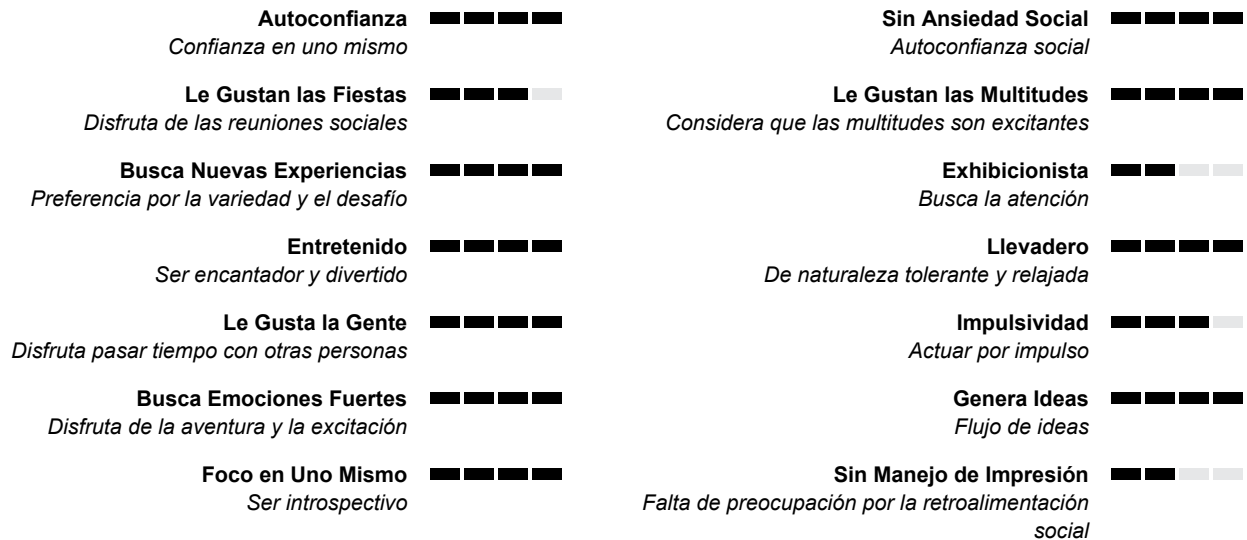 Autoconfianza
Confianza en uno mismo
Le Gustan las Fiestas
Disfruta de las reuniones sociales
Busca Nuevas Experiencias
Preferencia por la variedad y el desafío
Entretenido
Ser encantador y divertido
Le Gusta la Gente
Disfruta pasar tiempo con otras personas
Busca Emociones Fuertes
Disfruta de la aventura y la excitación
Foco en Uno Mismo
Ser introspectivo
Sin Ansiedad Social
Autoconfianza social
Le Gustan las Multitudes
Considera que las multitudes son excitantes
Exhibicionista
Busca la atención
Llevadero
De naturaleza tolerante y relajada
Impulsividad
Actuar por impulso
Genera Ideas
Flujo de ideas
Sin Manejo de Impresión
Falta de preocupación por la retroalimentación
social